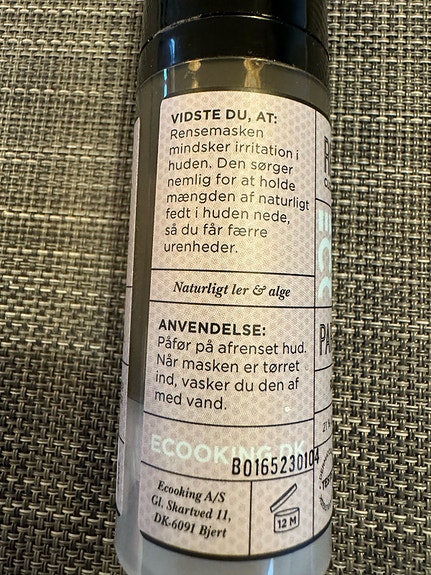 VIDSTE DU, AT:
Rensemasken
mindsker irritation i
huden. Den sørger
nemlig for at holde
mængden af naturligt
fedt i huden nede,
så du får færre
urenheder.
Naturligt ler & alge
ANVENDELSE:
Påfør på afrenset hud.
Når masken er tørret
ind, vasker du den af
med vand.
ECOOKING.DK
B0165230104
Ecooking A/S
Gl. Skartved 11,
DK-6091 Bjert
12 M